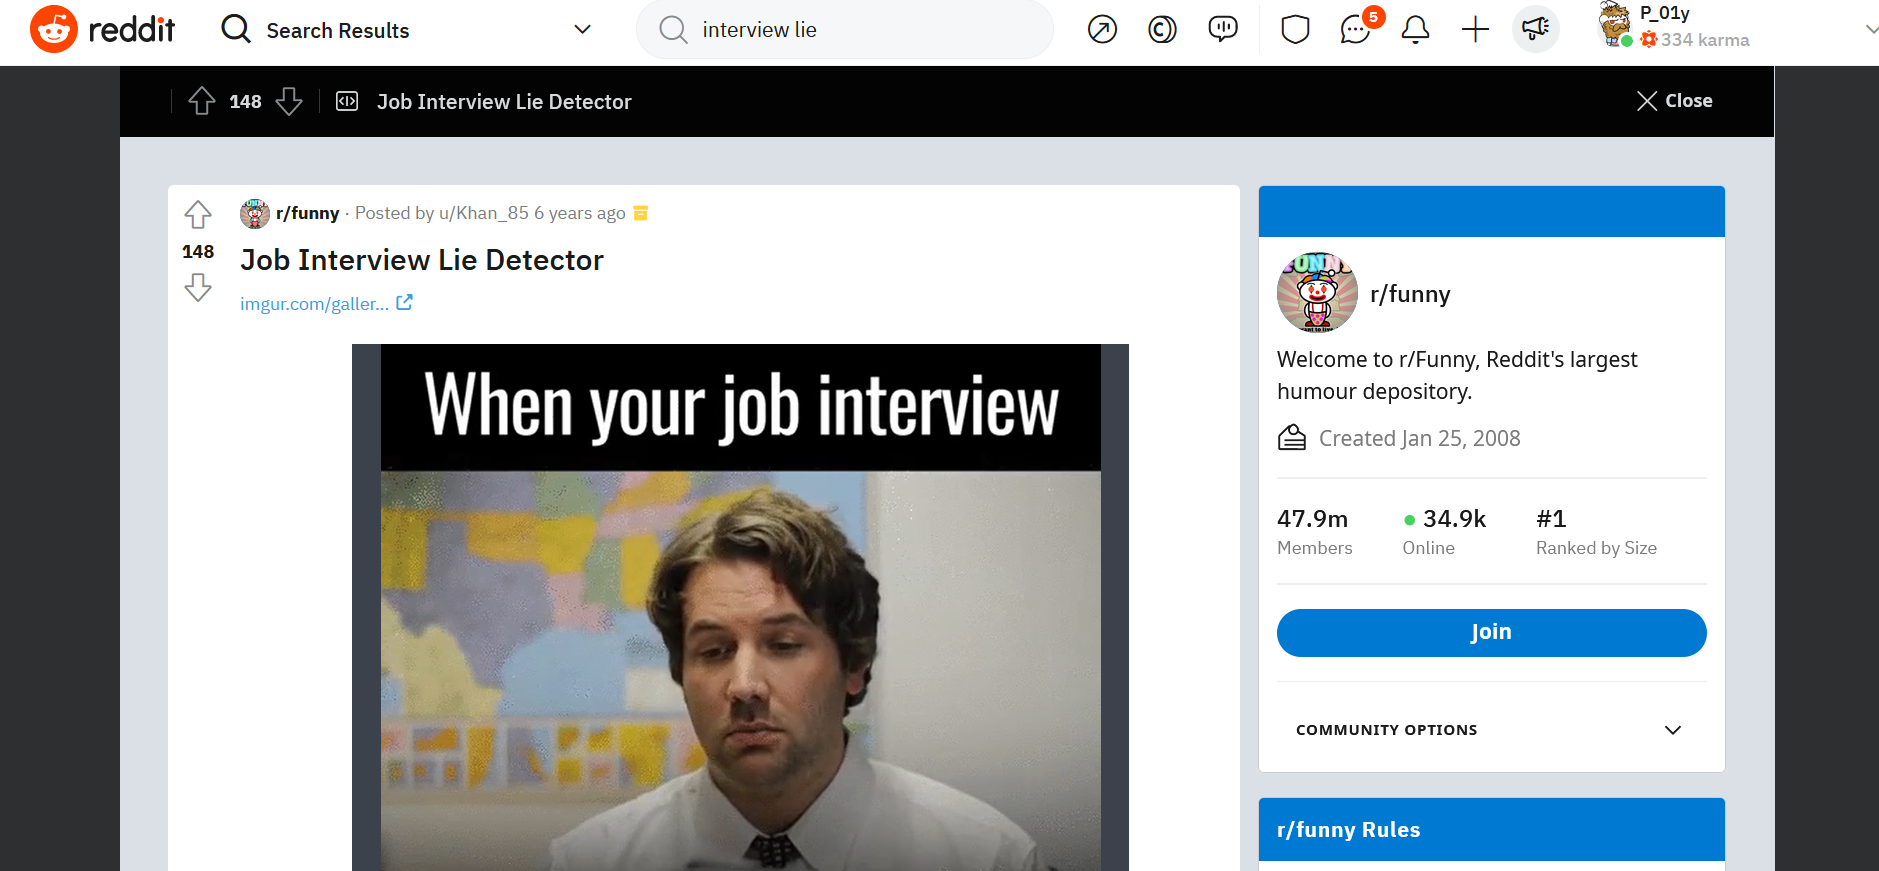 reddit
Search Results
interview lie
5
P_01y
334 karma
148
Job Interview Lie Detector
Close
r/funny · Posted by u/Khan_85 6 years ago
148
Job Interview Lie Detector
imgur.com/galler...
When your job interview
FUNNY
r/funny
Welcome to r/Funny, Reddit's largest
humour depository.
Created Jan 25, 2008
47.9m
Members
34.9k
Online
#1
Ranked by Size
Join
COMMUNITY OPTIONS
r/funny Rules